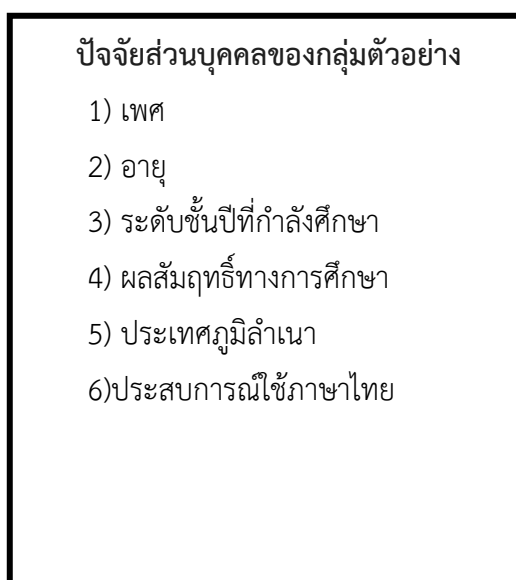 ปัจจัยส่วนบุคคลของกลุ่มตัวอย่าง
1) เพศ
2) อายุ
3) ระดับชั้นปีที่กำลังศึกษา
4) ผลสัมฤทธิ์ทางการศึกษา
5) ประเทศภูมิลำเนา
6)ประสบการณ์ใช้ภาษาไทย